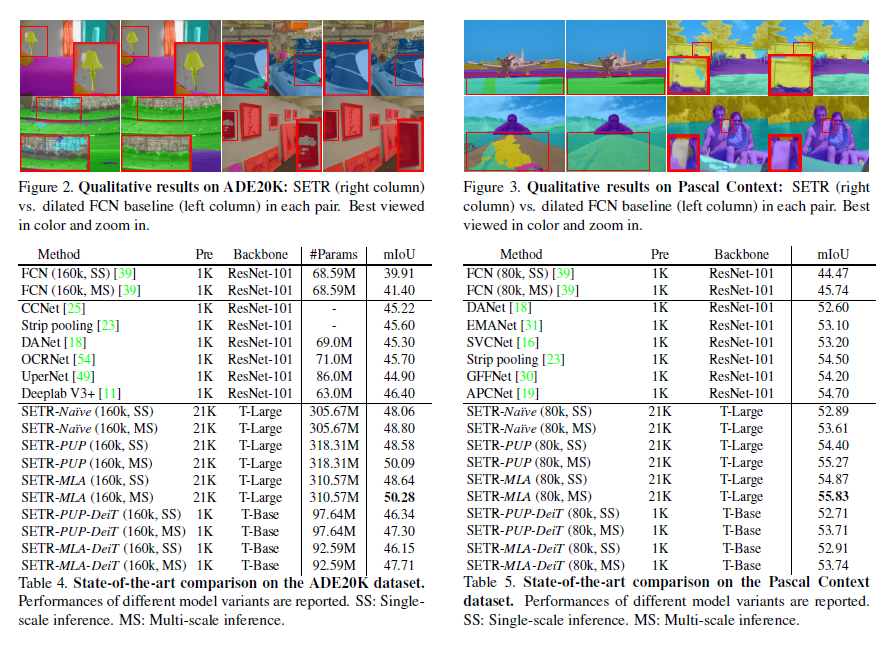 Figure 2. Qualitative results on ADE20K: SETR (right column)
vs. dilated FCN baseline (left column) in each pair. Best viewed
in color and zoom in.
Method Pre Backbone #Params mIoU
FCN (160k, SS) [39] 1K ResNet-101 68.59M 39.91
FCN (160k, MS) [39] 1K ResNet-101 68.59M 41.40
CCNet [25] 1K ResNet-101 - 45.22
Strip pooling [23] 1K ResNet-101 - 45.60
DANet [18] 1K ResNet-101 69.0M 45.30
OCRNet [54] 1K ResNet-101 71.0M 45.70
UperNet [49] 1K ResNet-101 86.0M 44.90
Deeplab V3+ [11] 1K ResNet-101 63.0M 46.40
SETR-Naïve (160k, SS) 21K T-Large 305.67M 48.06
SETR-Naïve (160k, MS) 21K T-Large 305.67M 48.80
SETR-PUP (160k, SS) 21K T-Large 318.31M 48.58
SETR-PUP (160k, MS) 21K T-Large 318.31M 50.09
SETR-MLA (160k, SS) 21K T-Large 310.57M 48.64
SETR-MLA (160k, MS) 21K T-Large 310.57M 50.28
SETR-PUP-DeiT (160k, SS) 1K T-Base 97.64M 46.34
SETR-PUP-DeiT (160k, MS) 1K T-Base 97.64M 47.30
SETR-MLA-DeiT (160k, SS) 1K T-Base 92.59M 46.15
SETR-MLA-DeiT (160k, MS) 1K T-Base 92.59M 47.71
Table 4. State-of-the-art comparison on the ADE20K dataset.
Performances of different model variants are reported. SS: Single-
scale inference. MS: Multi-scale inference.
Figure 3. Qualitative results on Pascal Context: SETR (right
column) vs. dilated FCN baseline (left column) in each pair. Best
viewed in color and zoom in.
Method Pre Backbone mIoU
FCN (80k, SS) [39] 1K ResNet-101 44.47
FCN (80k, MS) [39] 1K ResNet-101 45.74
DANet [18] 1K ResNet-101 52.60
EMANet [31] 1K ResNet-101 53.10
SVCNet [16] 1K ResNet-101 53.20
Strip pooling [23] 1K ResNet-101 54.50
GFFNet [30] 1K ResNet-101 54.20
APCNet [19] 1K ResNet-101 54.70
SETR-Naïve (80k, SS) 21K T-Large 52.89
SETR-Naïve (80k, MS) 21K T-Large 53.61
SETR-PUP (80k, SS) 21K T-Large 54.40
SETR-PUP (80k, MS) 21K T-Large 55.27
SETR-MLA (80k, SS) 21K T-Large 54.87
SETR-MLA (80k, MS) 21K T-Large 55.83
SETR-PUP-DeiT (80k, SS) 1K T-Base 52.71
SETR-PUP-DeiT (80k, MS) 1K T-Base 53.71
SETR-MLA-DeiT (80k, SS) 1K T-Base 52.91
SETR-MLA-DeiT (80k, MS) 1K T-Base 53.74
Table 5. State-of-the-art comparison on the Pascal Context
dataset. Performances of different model variants are reported.
SS: Single-scale inference. MS: Multi-scale inference.